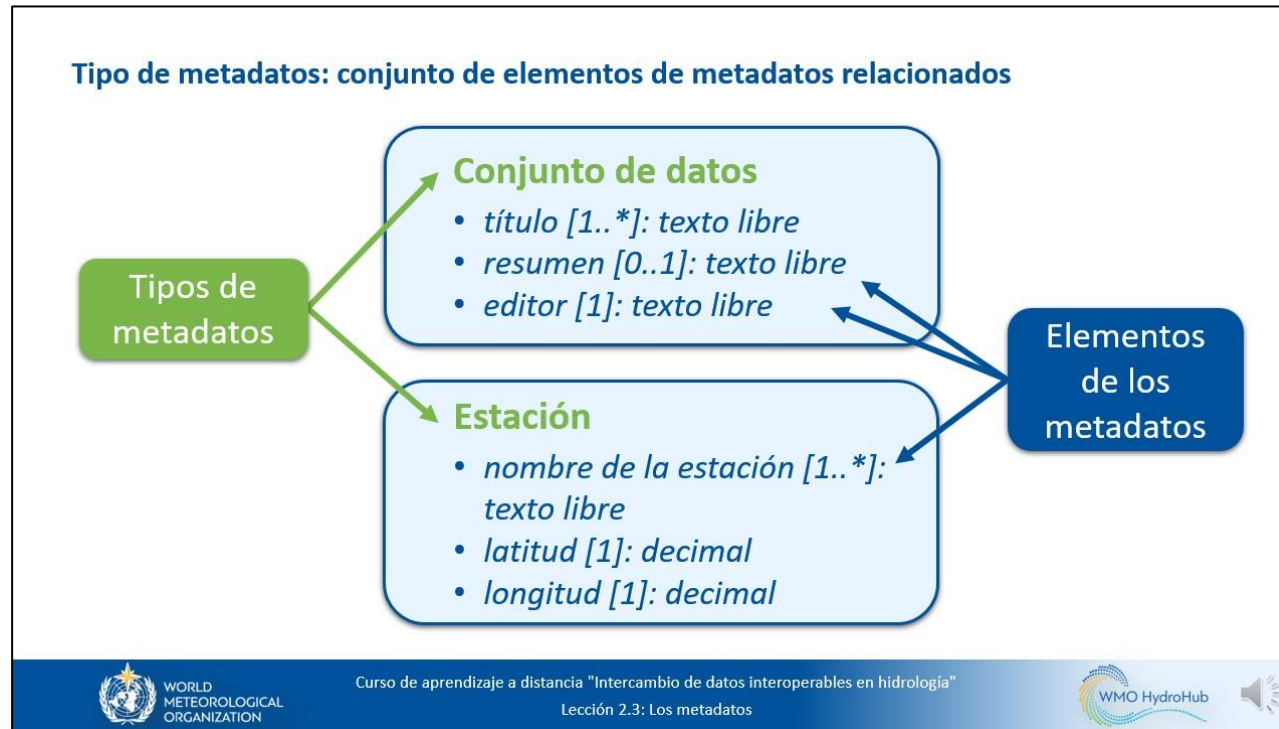 Tipo de metadatos: conjunto de elementos de metadatos relacionados
Tipos de
metadatos
Conjunto de datos
• título [1..*]: texto libre
• resumen [0..1]: texto libre
• editor [1]: texto libre
Estación
• nombre de la estación [1..*]:
texto libre
• latitud [1]: decimal
• longitud [1]: decimal
Elementos
de los
metadatos
WORLD
METEOROLOGICAL
ORGANIZATION
Curso de aprendizaje a distancia "Intercambio de datos interoperables en hidrología"
Lección 2.3: Los metadatos
WMO HydroHub